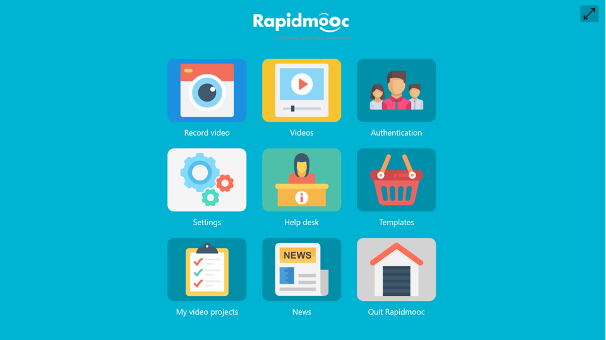 Rapidmooc
Record video
Videos
Authentication
Settings
Help desk
Templates
NEWS
My video projects
News
Quit Rapidmooc